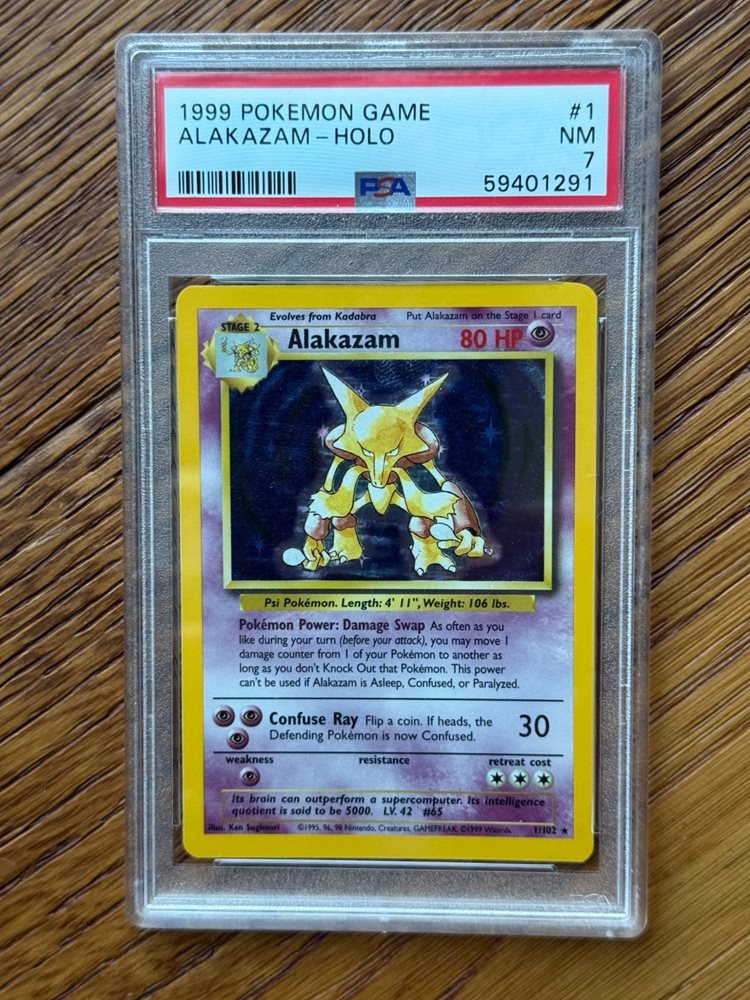 1999 POKEMON GAME #1
ALAKAZAM – HOLO NM
7
PSA 59401291
Evolves from Kadabra Put Alakazam on the Stage 1 card
STAGE 2
Alakazam 80 HP
Psi Pokémon. Length: 4' 11", Weight: 106 lbs.
Pokémon Power: Damage Swap As often as you
like during your turn (before your attack), you may move 1
damage counter from 1 of your Pokémon to another as
long as you don't Knock Out that Pokémon. This power
can't be used if Alakazam is Asleep, Confused, or Paralyzed.
Confuse Ray Flip a coin. If heads, the
Defending Pokémon is now Confused.
30
weakness resistance retreat cost
Its brain can outperform a supercomputer. Its intelligence
quotient is said to be 5000. LV. 42 #65
Illus. Ken Sugimori ©1995, 96, 98 Nintendo, Creatures, GAMEFREAK. ©1999 Wizards 1/102 ★